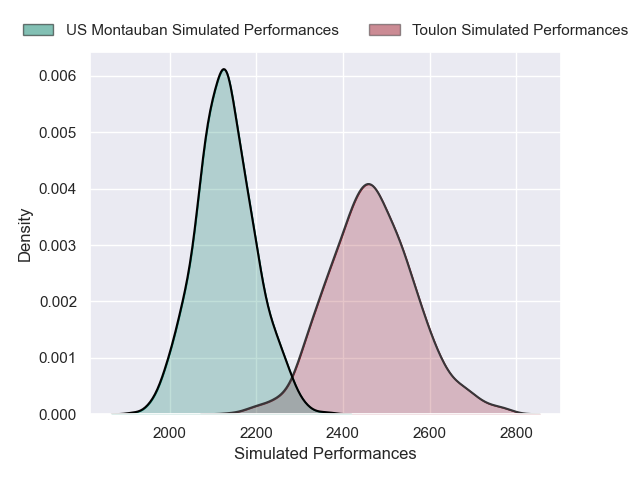 US Montauban Simulated Performances Toulon Simulated Performances
0.006
0.005
0.004
0.003
0.002
0.001
0.000
Density
2000 2200 2400 2600 2800
Simulated Performances